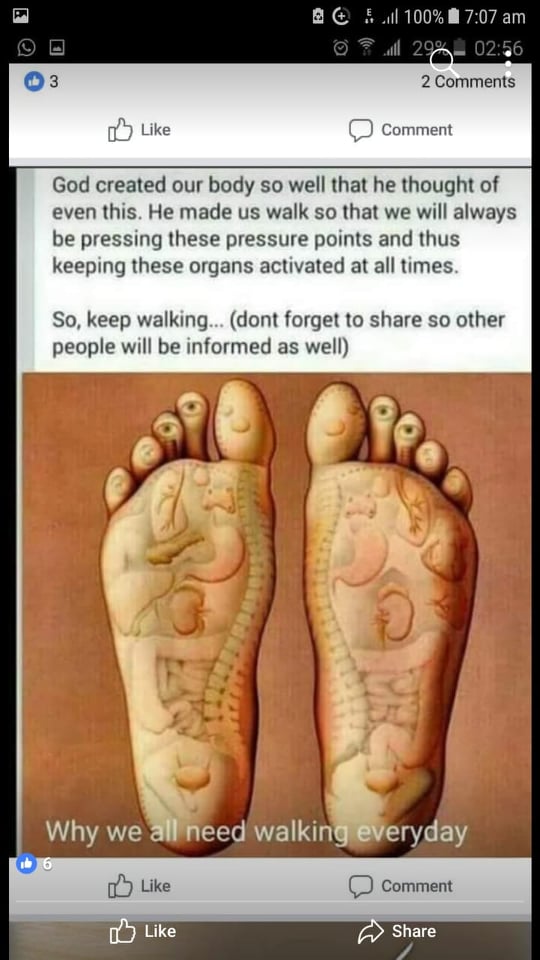 100% 7:07 am
29% 02:56
3 2 Comments
Like Comment
God created our body so well that he thought of
even this. He made us walk so that we will always
be pressing these pressure points and thus
keeping these organs activated at all times.
So, keep walking... (dont forget to share so other
people will be informed as well)
Why we all need walking everyday
6
Like Comment
Like Share